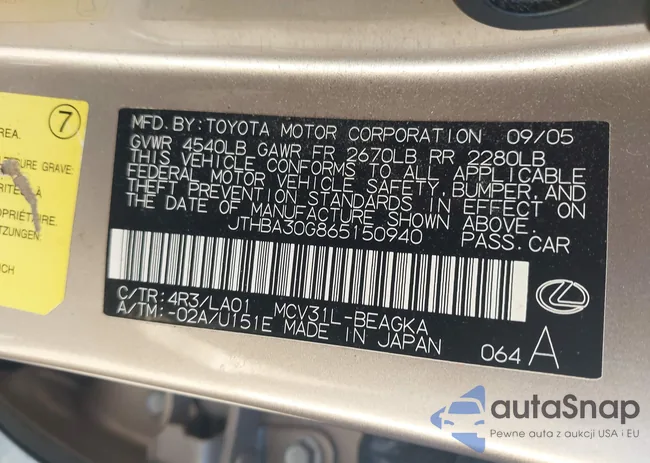 7
AREA.
GRAVE
PROPRIÉTAIRE.
MFD.BY:TOYOTA MOTOR CORPORATION 09/05
GVWR 4540LB GAWR FR 2670LB RR 2280LB
THIS VEHICLE CONFORMS TO ALL APPLICABLE
FEDERAL MOTOR VEHICLE SAFETY,BUMPER,AND
THEFT PREVENTION STANDARDS IN EFFECT ON
THE DATE OF MANUFACTURE SHOWN ABOVE.
JTHBA30G865150940 PASS.CAR
C/TR:4R3/LA01 MCV31L-BEAGKA
A/TM:-02A/U151E MADE IN JAPAN
064 A
autaSnap
Pewne auta z aukcji USA i EU